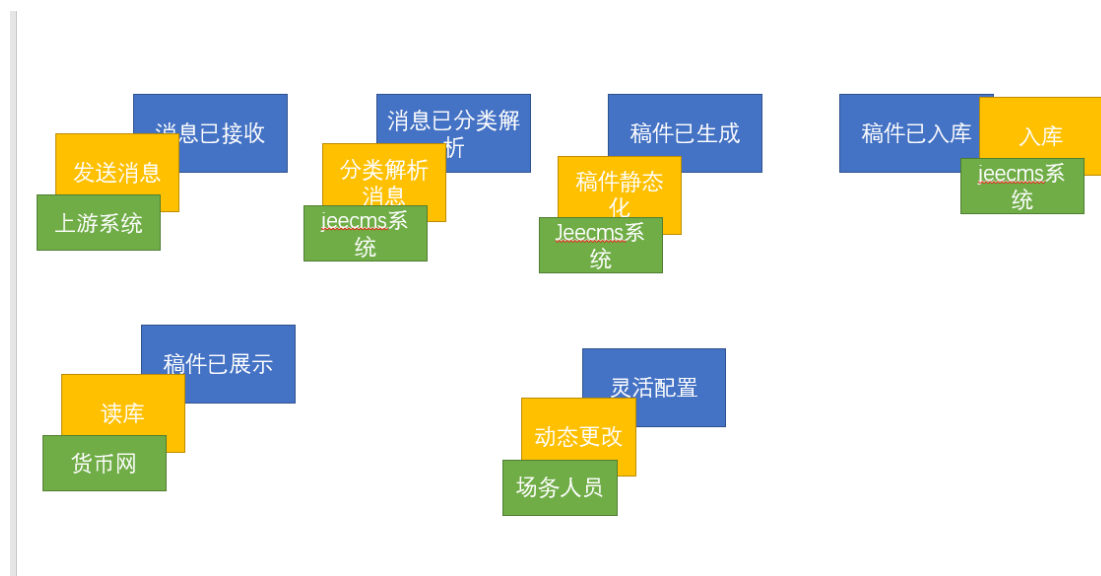 消息已接收
发送消息
上游系统
消息已分类解
析
分类解析
消息
jeecms系
统
稿件已生成
稿件静态
化
Jeecms系
统
稿件已入库
入库
jeecms系
统
稿件已展示
读库
货币网
灵活配置
动态更改
场务人员